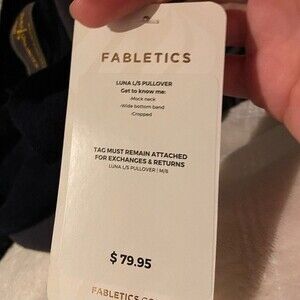 FABLETICS
LUNA L/S PULLOVER
Get to know me:
-Mock neck
-Wide bottom band
-Cropped
TAG MUST REMAIN ATTACHED
FOR EXCHANGES & RETURNS
LUNA L/S PULLOVER | M/8
$ 79.95
FABLETICS